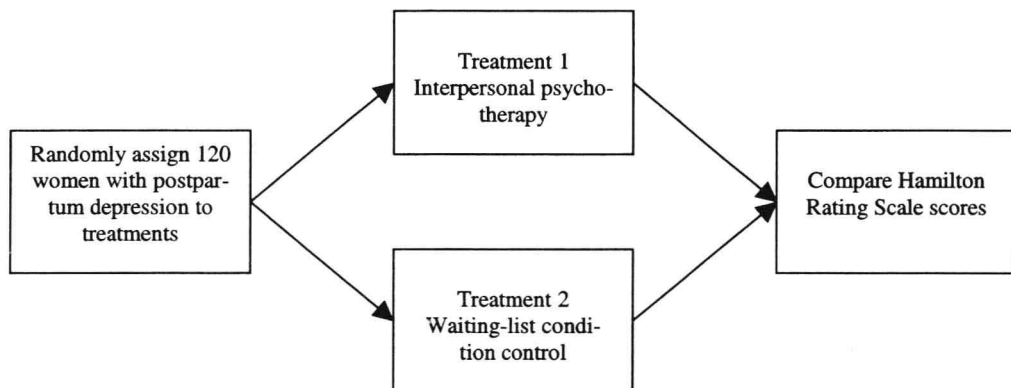 Randomly assign 120
women with postpar-
tum depression to
treatments
Treatment 1
Interpersonal psycho-
therapy
Treatment 2
Waiting-list condi-
tion control
Compare Hamilton
Rating Scale scores